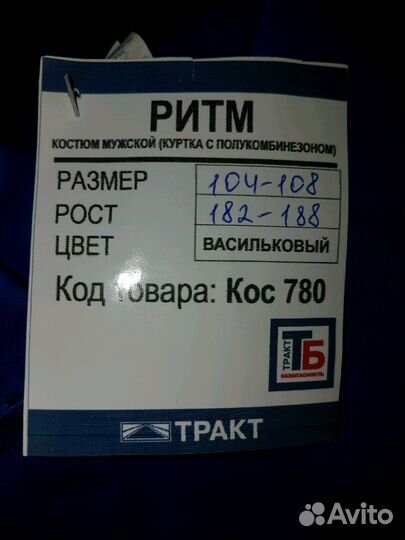 РИТМ
КОСТЮМ МУЖСКОЙ (КУРТКА С ПОЛУКОМБИНЕЗОНОМ)
РАЗМЕР 104-108
РОСТ 182-188
ЦВЕТ ВАСИЛЬКОВЫЙ
Код товара: Кос 780
ТРАКТ ТБ
БЕЗОПАСНОСТЬ
ТРАКТ
Avito